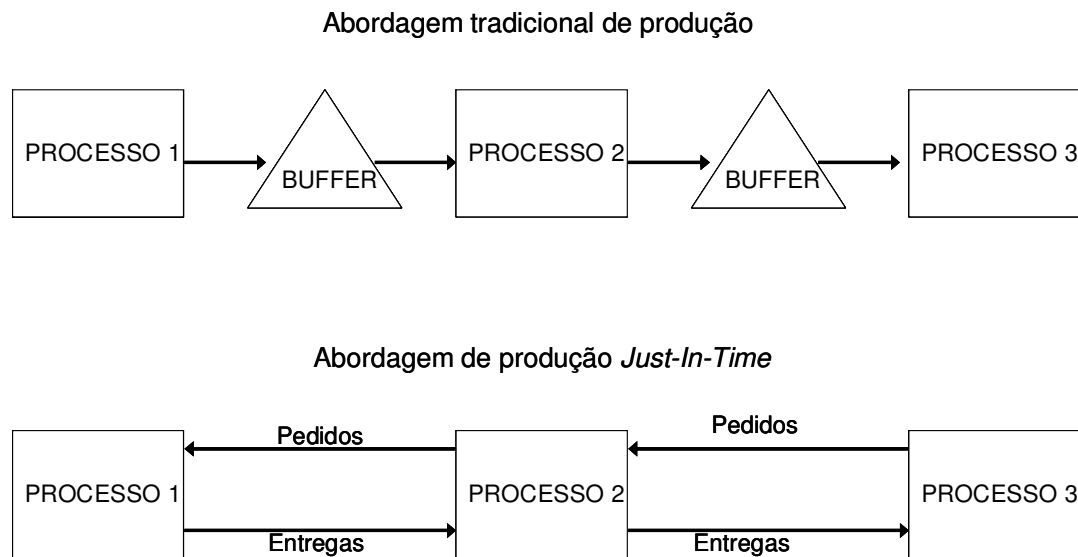 Abordagem tradicional de produção
PROCESSO 1
BUFFER
PROCESSO 2
BUFFER
PROCESSO 3
Abordagem de produção Just-In-Time
Pedidos
Pedidos
PROCESSO 1
PROCESSO 2
PROCESSO 3
Entregas
Entregas